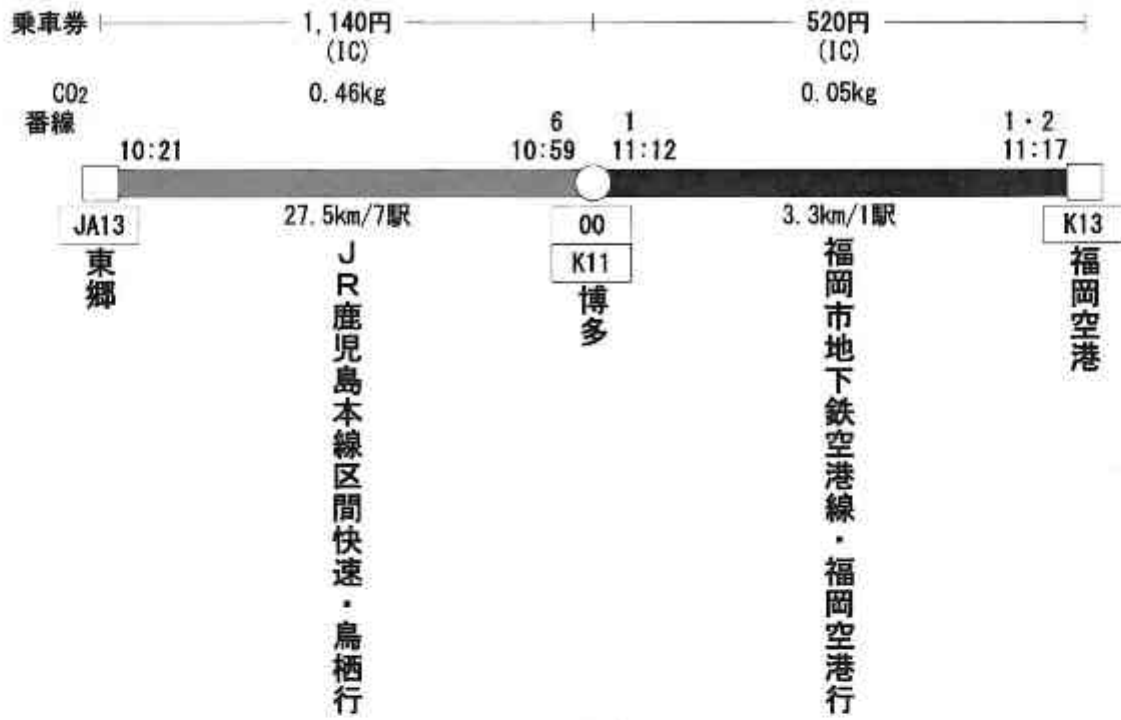 乗車券 1,140円 520円
(IC) (IC)
CO2 0.46kg 0.05kg
番線 6 1 1・2
10:21 10:59 11:12 11:17
27.5km/7駅 3.3km/1駅
JA13 00 K13
K11
東郷
JR鹿児島本線区間快速・鳥栖行
博多
福岡市地下鉄空港線・福岡空港行
福岡空港